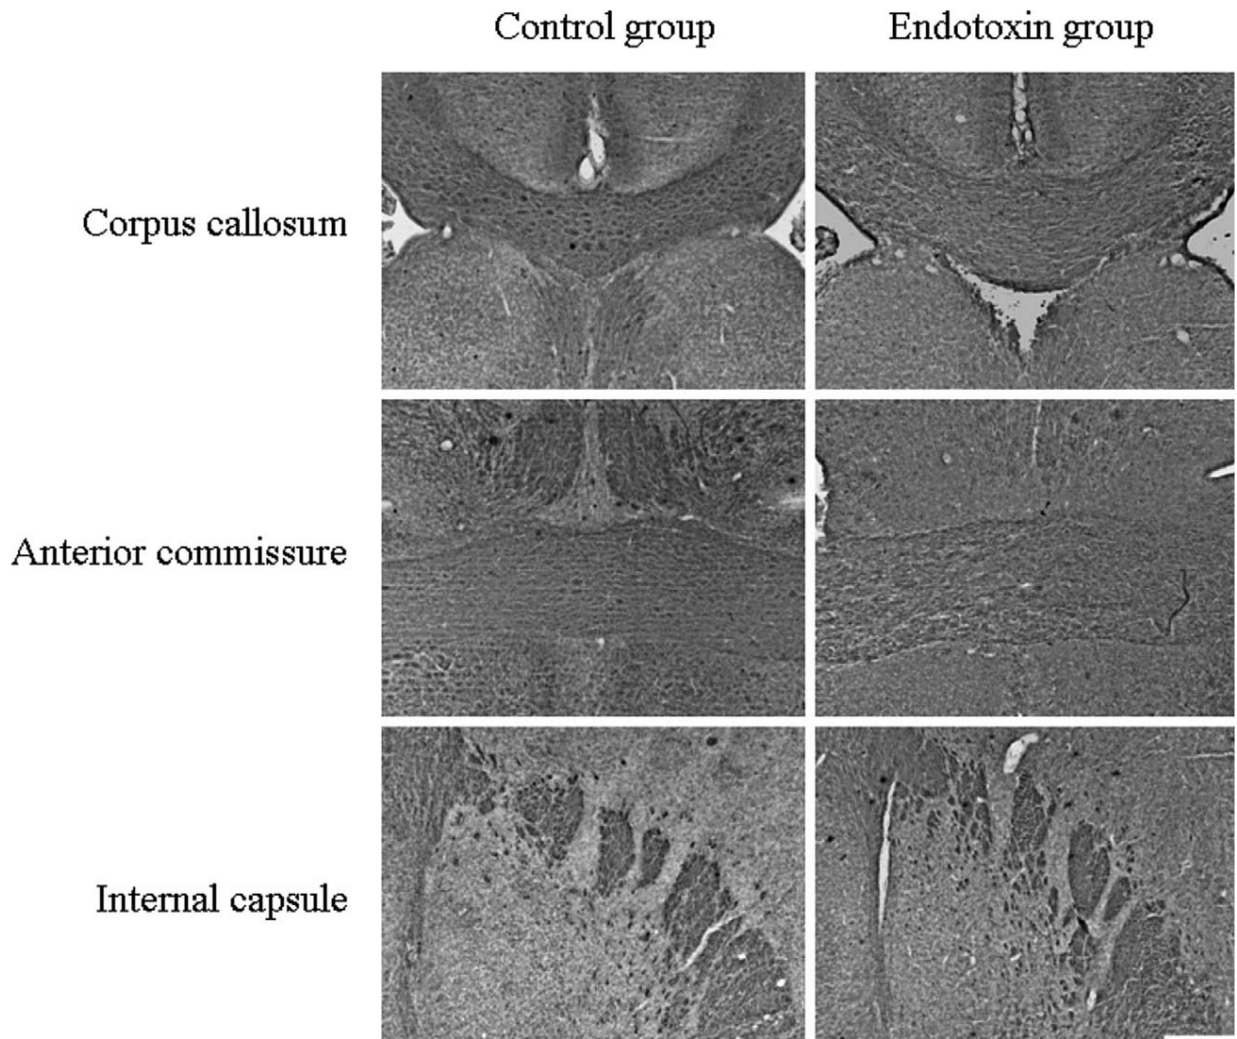 Control group
Endotoxin group
Corpus callosum
Anterior commissure
Internal capsule